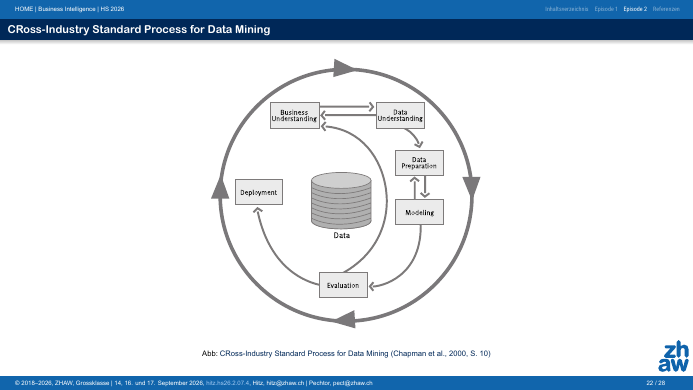 HOME | Business Intelligence | HS 2026
Inhaltsverzeichnis Episode 1 Episode 2 Referenzen
CRoss-Industry Standard Process for Data Mining
Business
Understanding
Data
Understanding
Data
Preparation
Deployment
Modeling
Data
Evaluation
Abb: CRoss-Industry Standard Process for Data Mining (Chapman et al., 2000, S. 10)
zh
aw
© 2018–2026, ZHAW, Grossklasse | 14, 16. und 17. September 2026, hitz.hs26.2.07.4, Hitz, hitz@zhaw.ch | Pechtor, pect@zhaw.ch
22 / 28